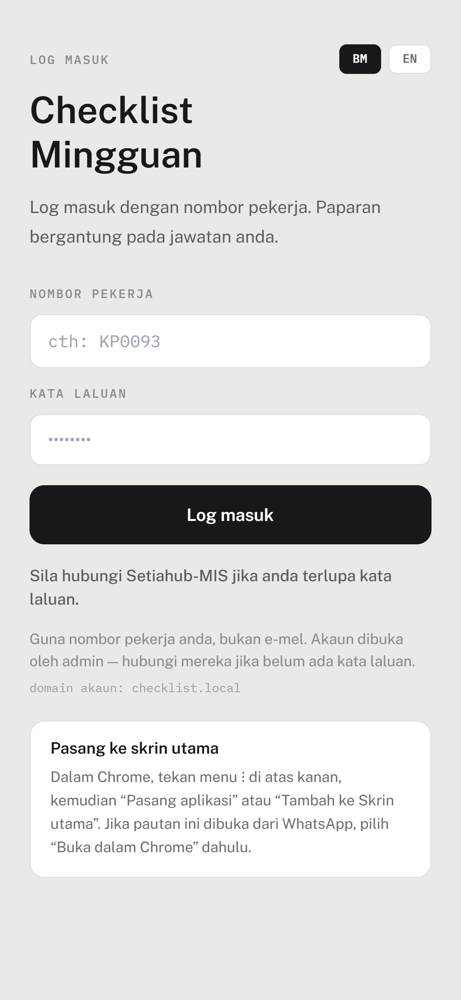 LOG MASUK
BM
EN
Checklist
Mingguan
Log masuk dengan nombor pekerja. Paparan
bergantung pada jawatan anda.
NOMBOR PEKERJA
cth: KP0093
KATA LALUAN
••••••••
Log masuk
Sila hubungi Setiahub-MIS jika anda terlupa kata
laluan.
Guna nombor pekerja anda, bukan e-mel. Akaun dibuka
oleh admin — hubungi mereka jika belum ada kata laluan.
domain akaun: checklist.local
Pasang ke skrin utama
Dalam Chrome, tekan menu ⋮ di atas kanan,
kemudian “Pasang aplikasi” atau “Tambah ke Skrin
utama”. Jika pautan ini dibuka dari WhatsApp, pilih
“Buka dalam Chrome” dahulu.